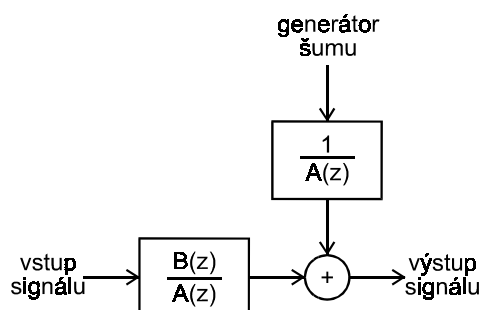 generátor
šumu
1
A(z)
vstup
signálu
B(z)
A(z)
+
výstup
signálu